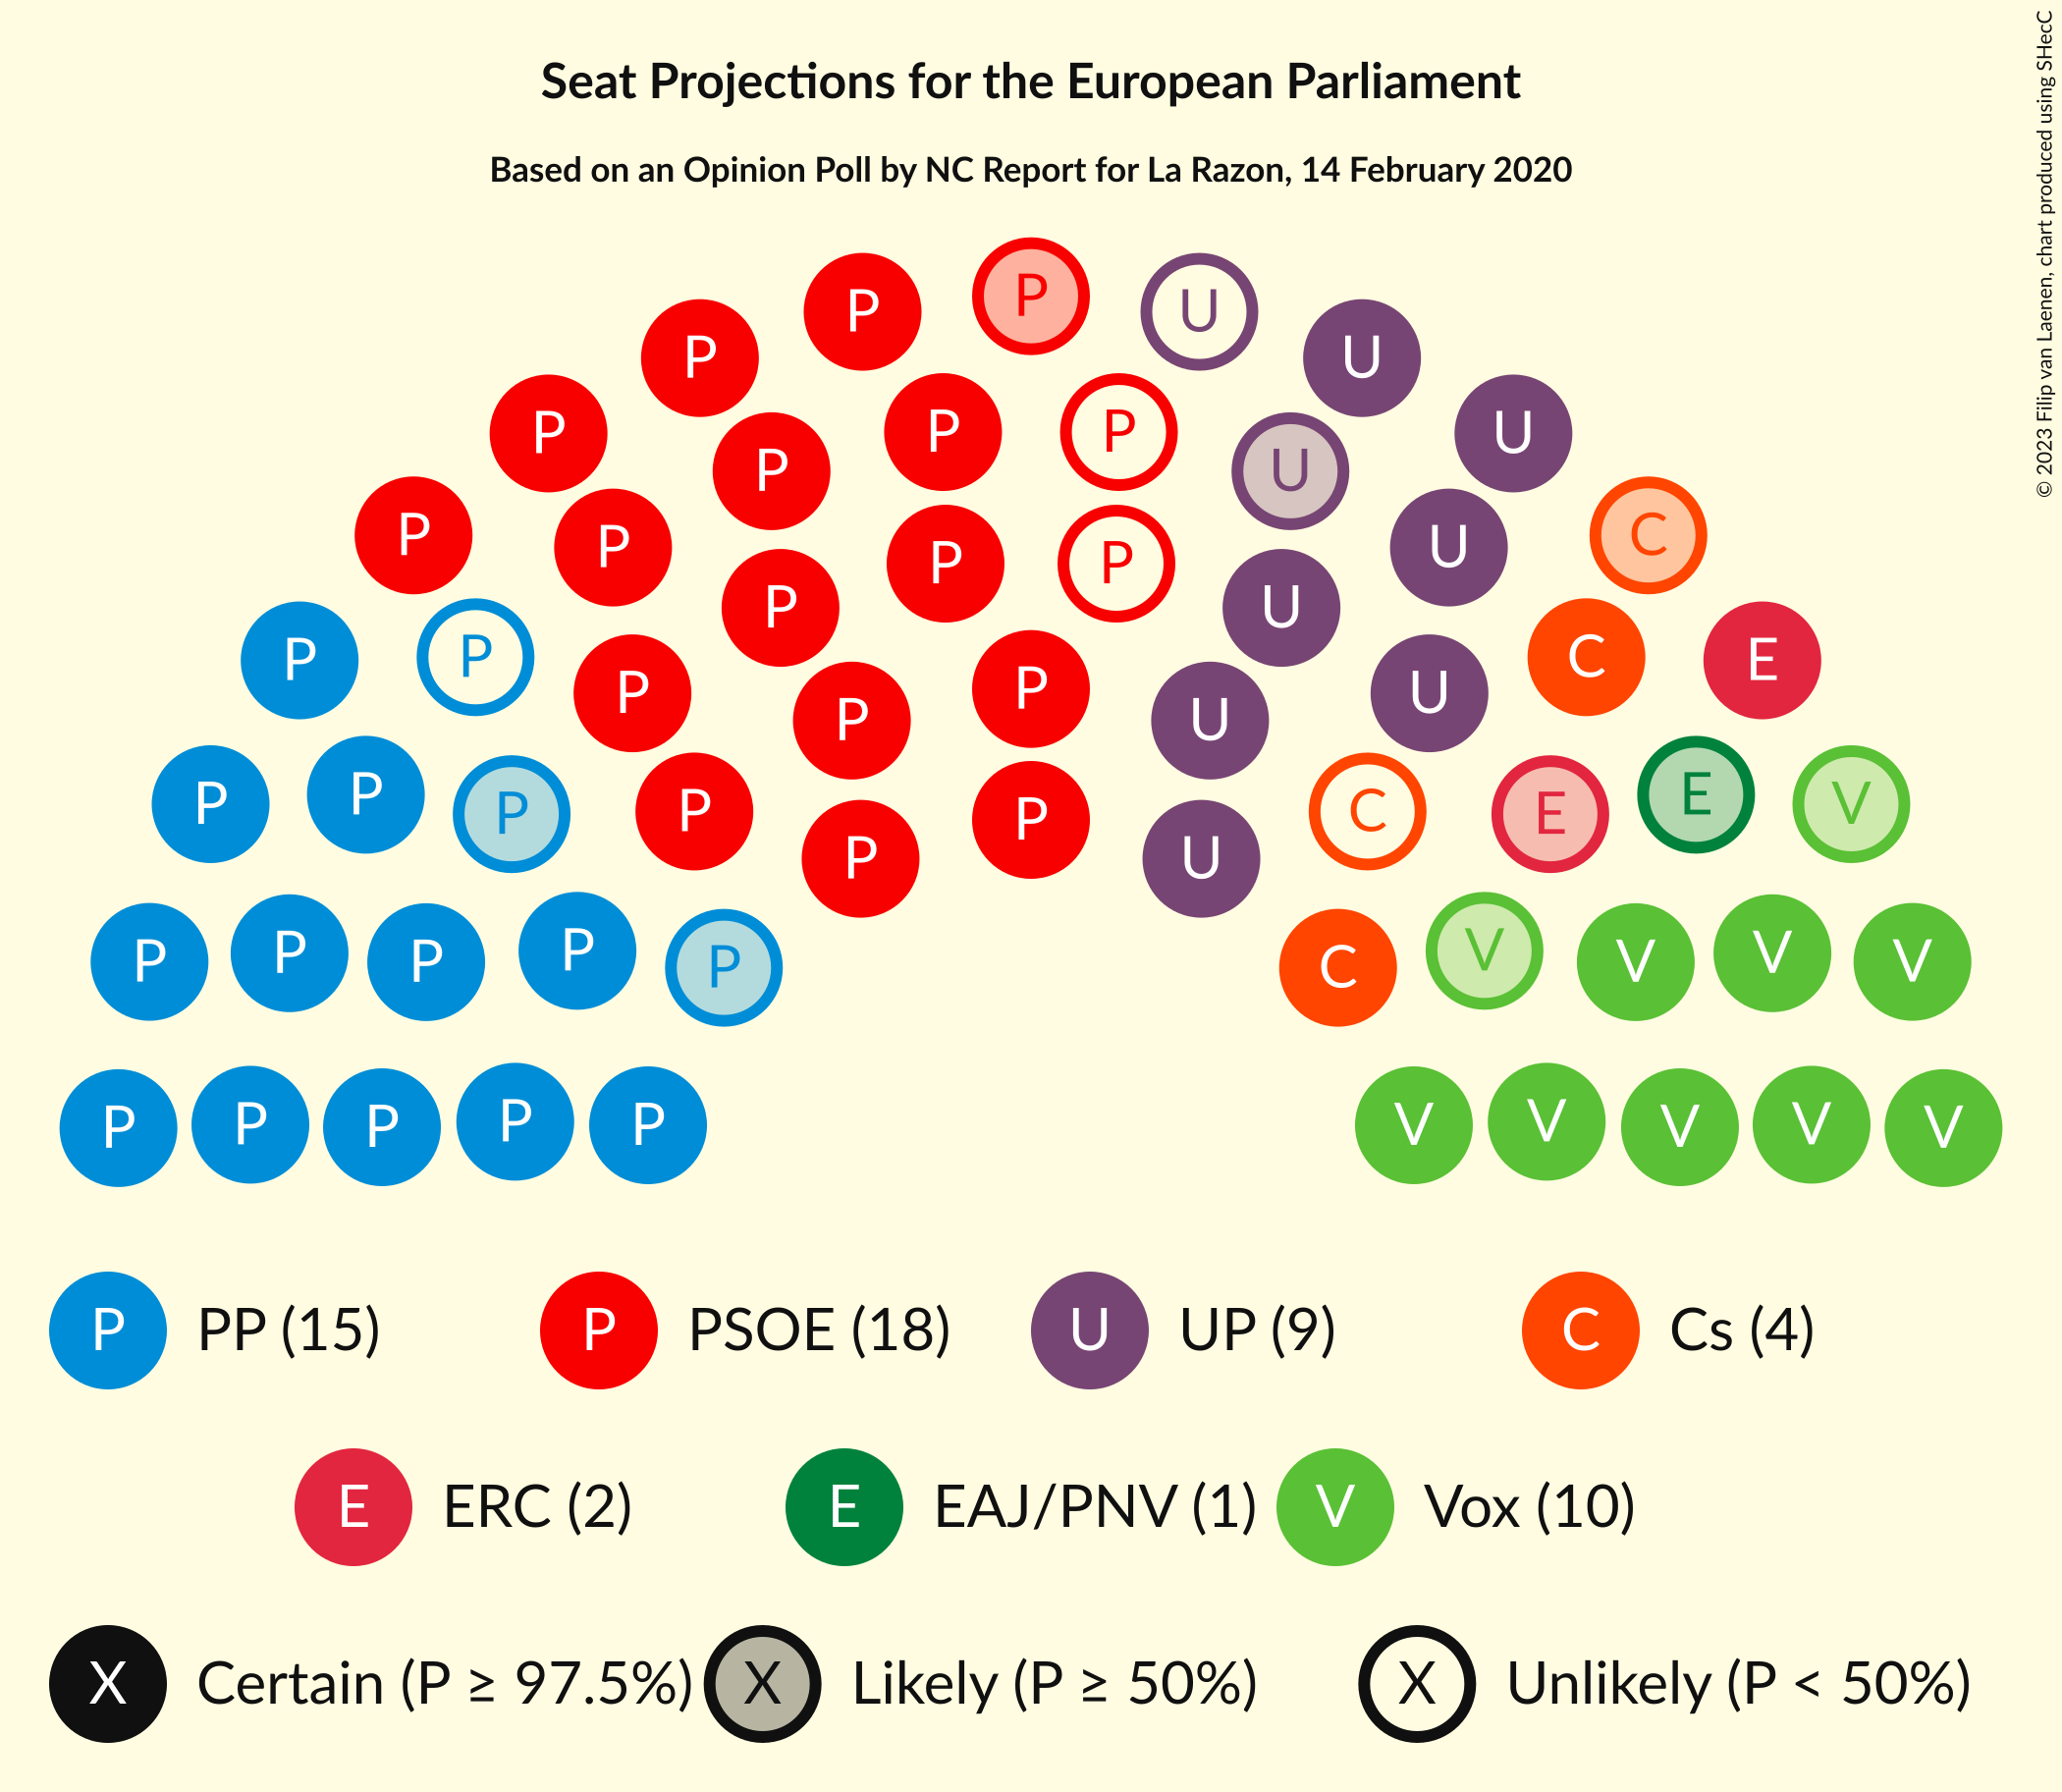 Seat Projections for the European Parliament
Based on an Opinion Poll by NC Report for La Razon, 14 February 2020
© 2023 Filip van Laenen, chart produced using SHecC
P U
P U
P U
P P P U
P P U
P P U C
P P P U
P P C E
P P U
P P U
P P E V
P P C E
P P U
P P P V V V
P P P C V V
P P P P P V V V V V
P PP (15) P PSOE (18) U UP (9) C Cs (4)
E ERC (2) E EAJ/PNV (1) V Vox (10)
X Certain (P ≥ 97.5%) X Likely (P ≥ 50%) X Unlikely (P < 50%)